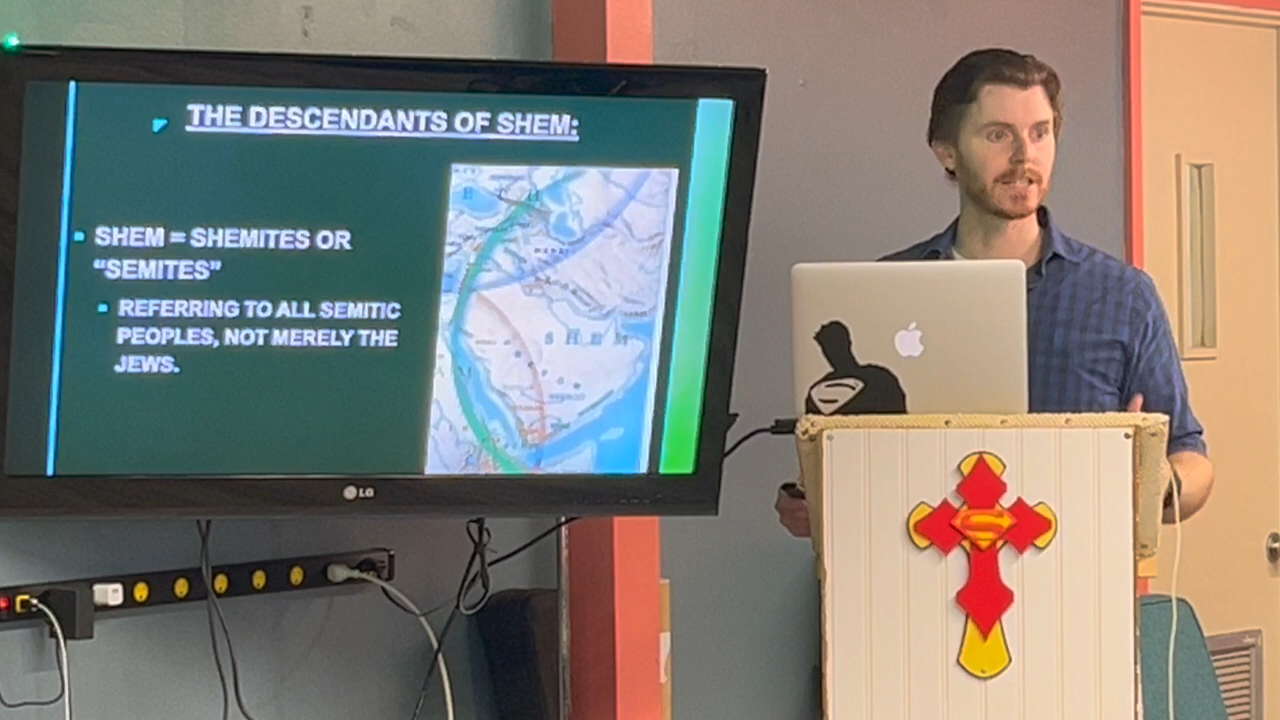 THE DESCENDANTS OF SHEM:
SHEM = SHEMITES OR
“SEMITES”
REFERRING TO ALL SEMITIC
PEOPLES, NOT MERELY THE
JEWS.
SHEM
LG